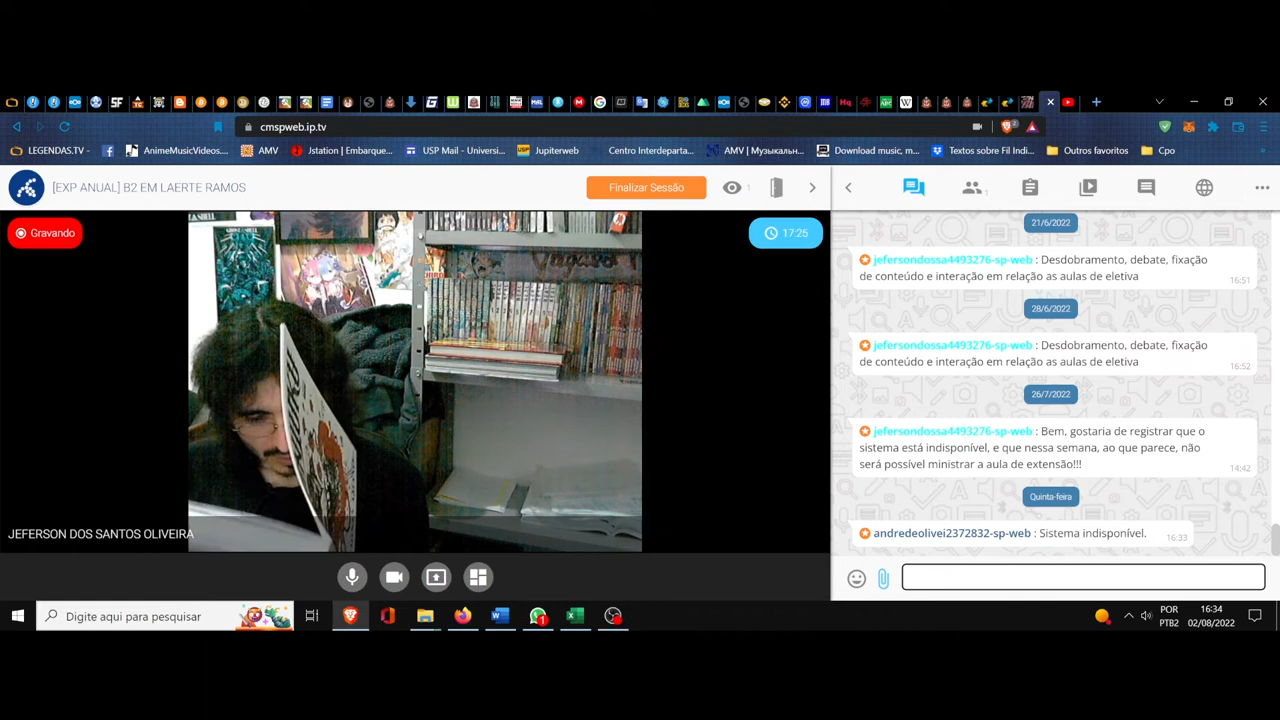 cmspweb.ip.tv
2
LEGENDAS.TV -
AnimeMusicVideos...
AMV
Jstation | Embarque...
USP Mail - Universi...
Jupiterweb
Centro Interdeparta...
AMV | Музыкальн...
Download music, m...
Textos sobre Fil Indi...
Outros favoritos
Cpo
[EXP ANUAL] B2 EM LAERTE RAMOS
Finalizar Sessão
1
1
Gravando
17:25
JEFERSON DOS SANTOS OLIVEIRA
21/6/2022
jefersondossa4493276-sp-web : Desdobramento, debate, fixação
de conteúdo e interação em relação as aulas de eletiva
16:51
28/6/2022
jefersondossa4493276-sp-web : Desdobramento, debate, fixação
de conteúdo e interação em relação as aulas de eletiva
16:52
26/7/2022
jefersondossa4493276-sp-web : Bem, gostaria de registrar que o
sistema está indisponível, e que nessa semana, ao que parece, não
será possível ministrar a aula de extensão!!!
14:42
Quinta-feira
andredeolivei2372832-sp-web : Sistema indisponível.
16:33
Digite aqui para pesquisar
1
POR
PTB2
16:34
02/08/2022